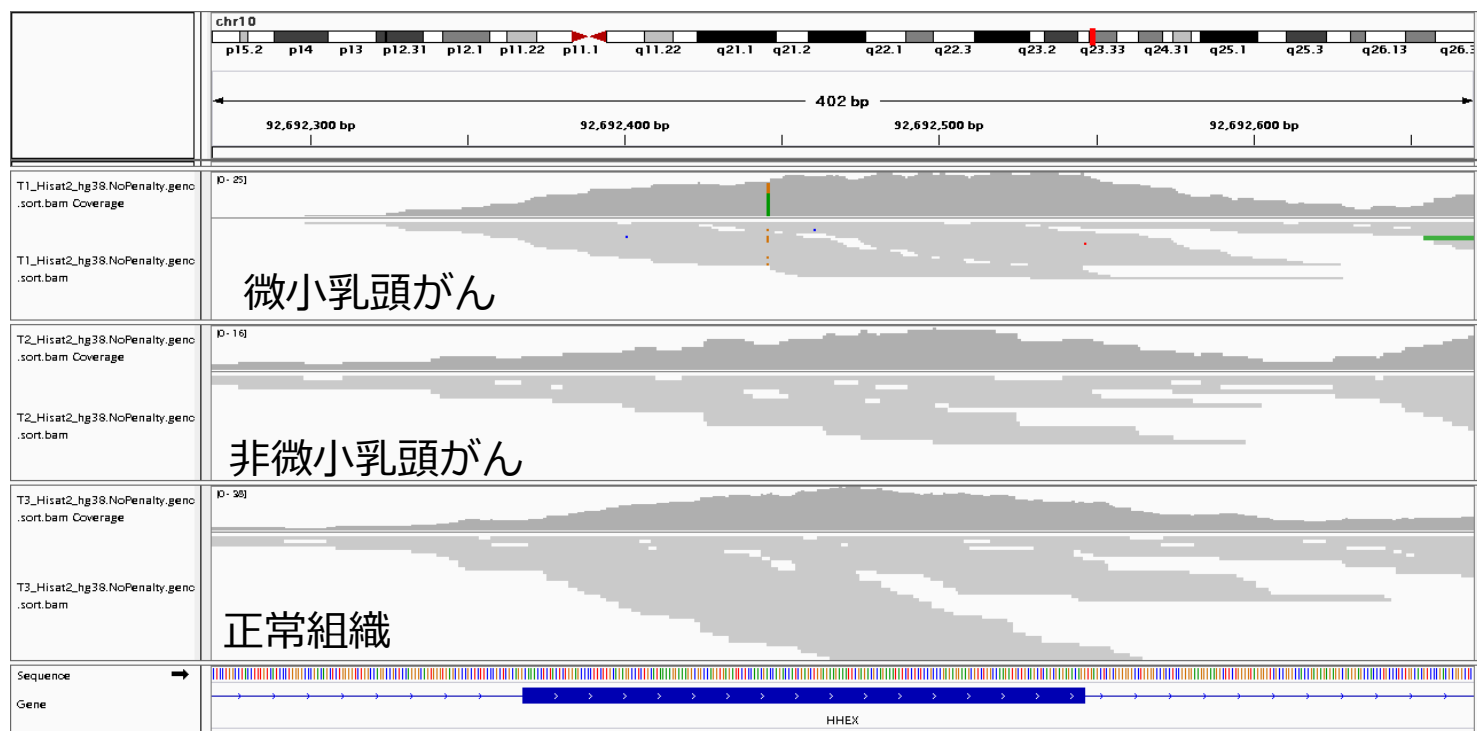 chr10
p15.2 p14 p13 p12.31 p12.1 p11.22 p11.1 q11.22 q21.1 q21.2 q22.1 q22.3 q23.2 q23.33 q24.31 q25.1 q25.3 q26.13 q26.3
402 bp
92,692,300 bp 92,692,400 bp 92,692,500 bp 92,692,600 bp
T1_Hisat2_hg38.NoPenalty.geno
.sort.bam Coverage
[0 - 25]
T1_Hisat2_hg38.NoPenalty.geno
.sort.bam
微小乳頭がん
T2_Hisat2_hg38.NoPenalty.geno
.sort.bam Coverage
[0 - 16]
T2_Hisat2_hg38.NoPenalty.geno
.sort.bam
非微小乳頭がん
T3_Hisat2_hg38.NoPenalty.geno
.sort.bam Coverage
[0 - 38]
T3_Hisat2_hg38.NoPenalty.geno
.sort.bam
正常組織
Sequence
Gene
HHEX